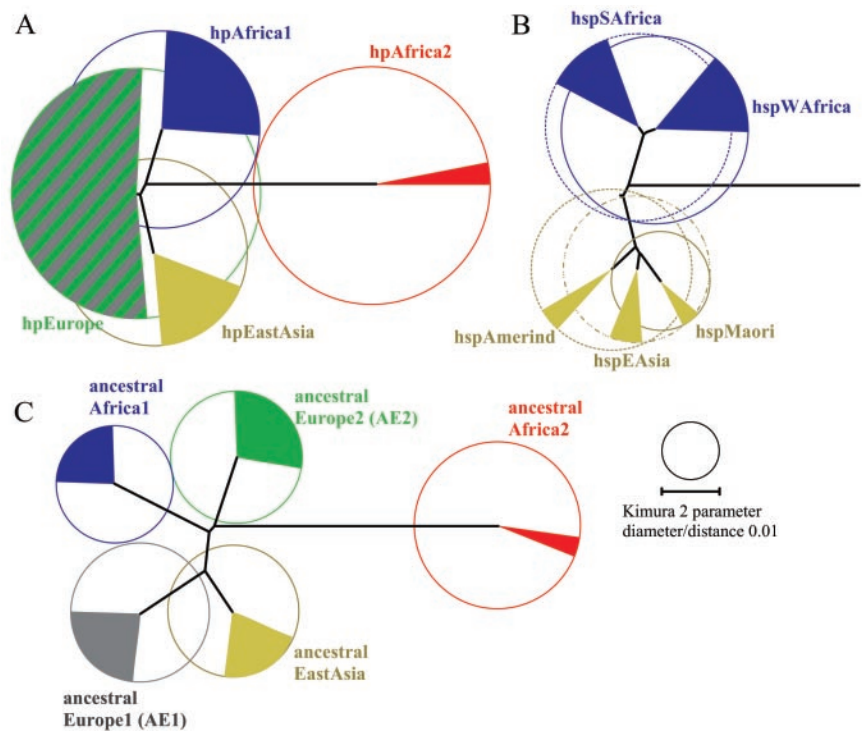 A
hpAfrica1
hpAfrica2
hpEurope
hpEastAsia
B
hspSAfrica
hspWAfrica
hspAmerind
hspEAsia
hspMaori
C
ancestral
Africa1
ancestral
Europe2 (AE2)
ancestral
Africa2
ancestral
Europe1 (AE1)
ancestral
EastAsia
Kimura 2 parameter
diameter/distance 0.01